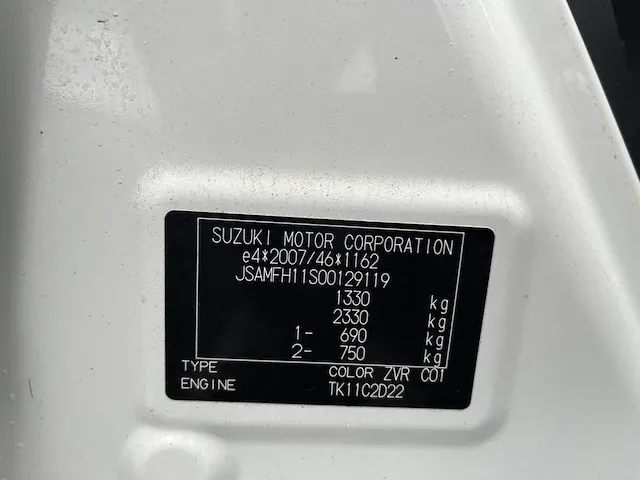 SUZUKI MOTOR CORPORATION
e4*2007/46*1162
JSAMFH11S00129119
1330 kg
2330 kg
1- 690 kg
2- 750 kg
TYPE COLOR ZVR C01
ENGINE TK11C2D22